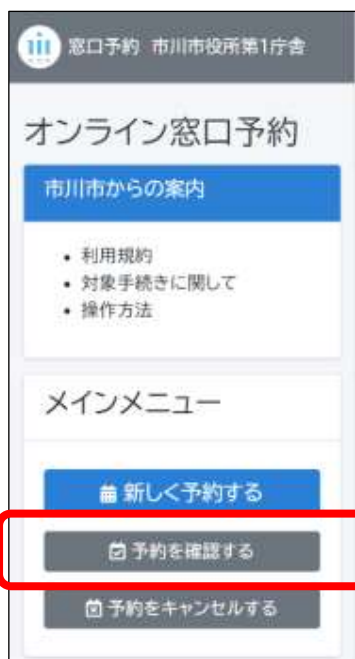 窓口予約 市川市役所第1庁舎
オンライン窓口予約
市川市からの案内
• 利用規約
• 対象手続きに関して
• 操作方法
メインメニュー
新しく予約する
予約を確認する
予約をキャンセルする